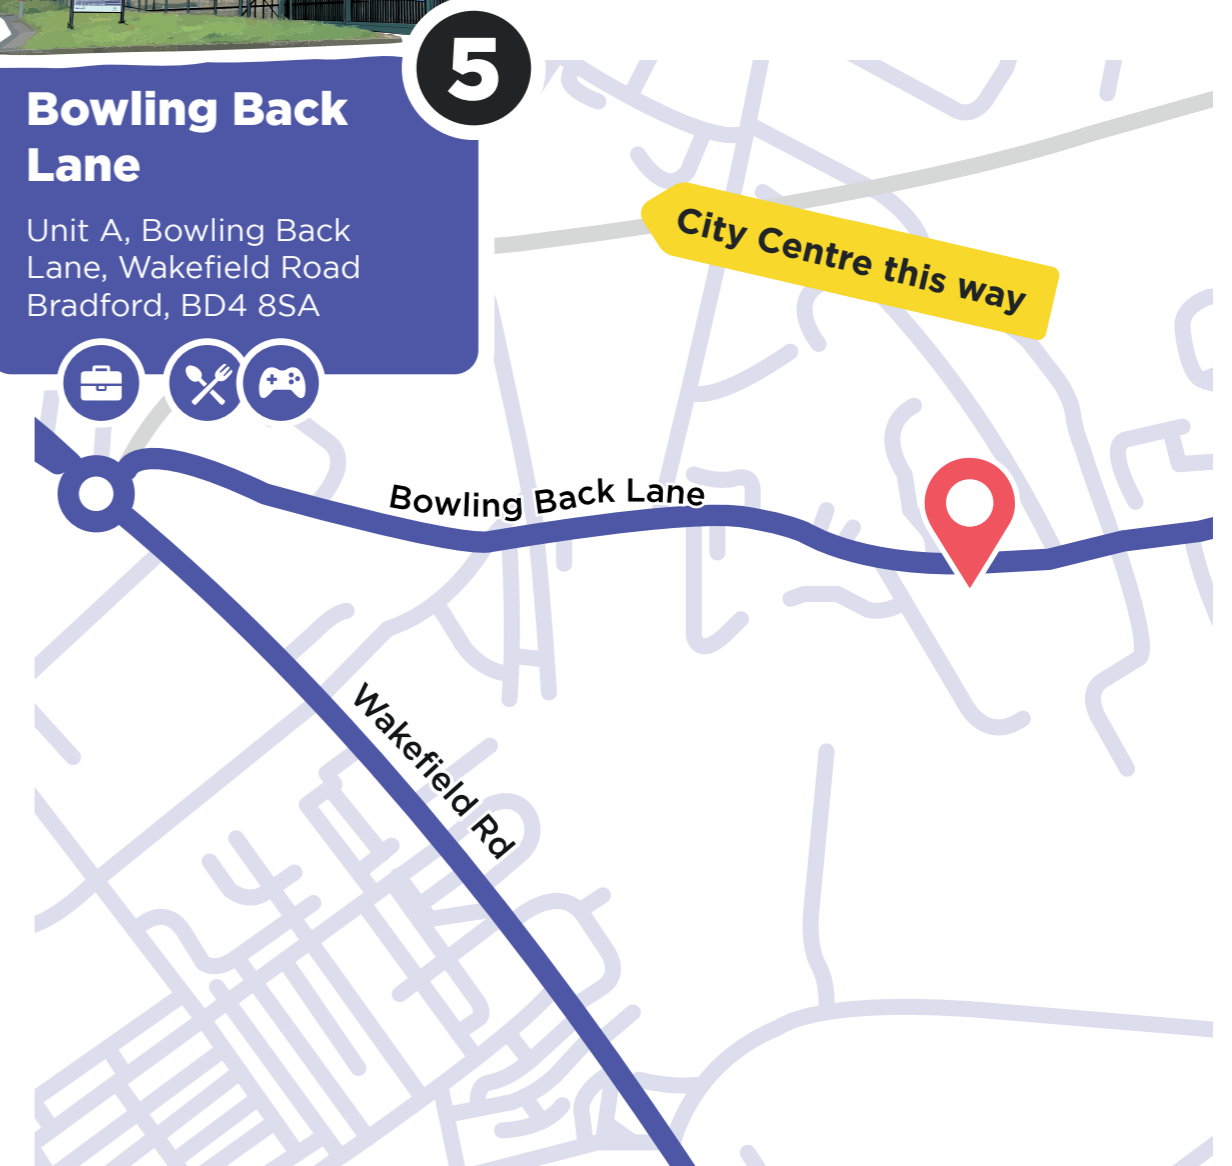 5
Bowling Back
Lane
Unit A, Bowling Back
Lane, Wakefield Road
Bradford, BD4 8SA
City Centre this way
Bowling Back Lane
Wakefield Rd